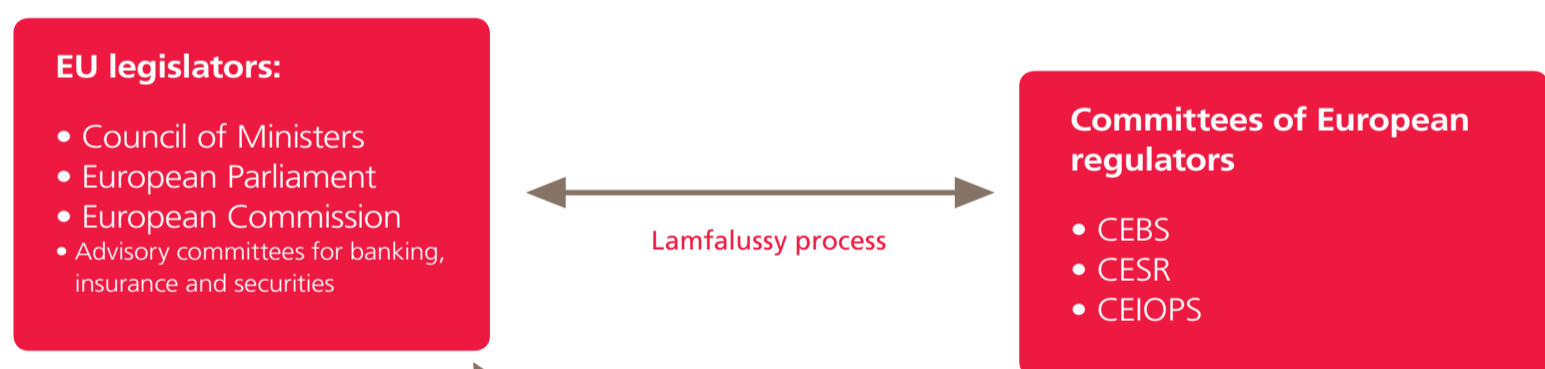 EU legislators:
• Council of Ministers
• European Parliament
• European Commission
• Advisory committees for banking,
insurance and securities
Lamfalussy process
Committees of European
regulators
• CEBS
• CESR
• CEIOPS